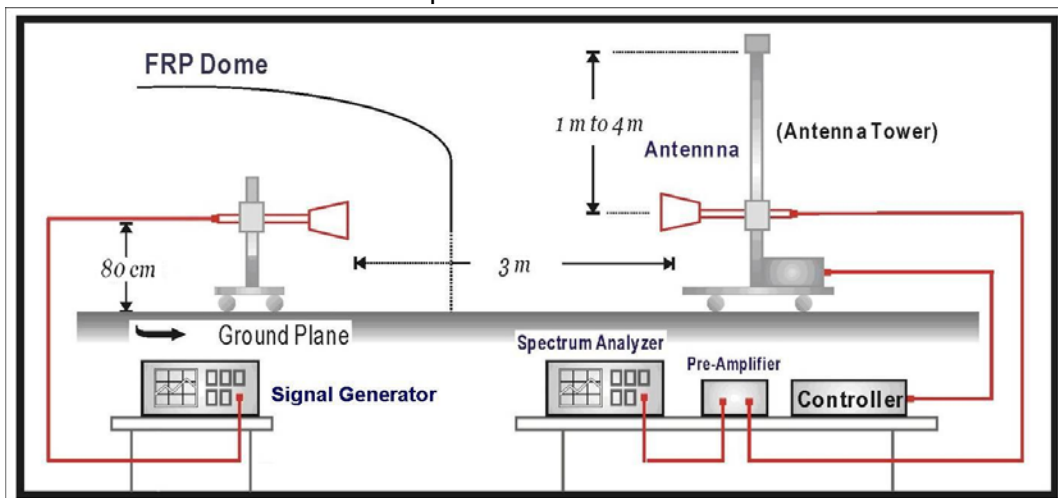 FRP Dome
1 m to 4 m
(Antenna Tower)
Antennna
80 cm
3 m
Ground Plane
Spectrum Analyzer
Pre-Amplifier
Signal Generator
Controller